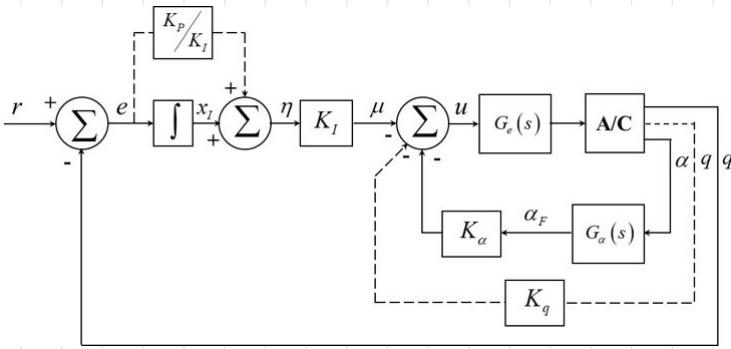 K_P/K_I
r + e x_I + η K_I μ u G_e(s) A/C
∫ Σ Σ Σ
+
- - - -
α q q
K_α α_F G_α(s)
K_q